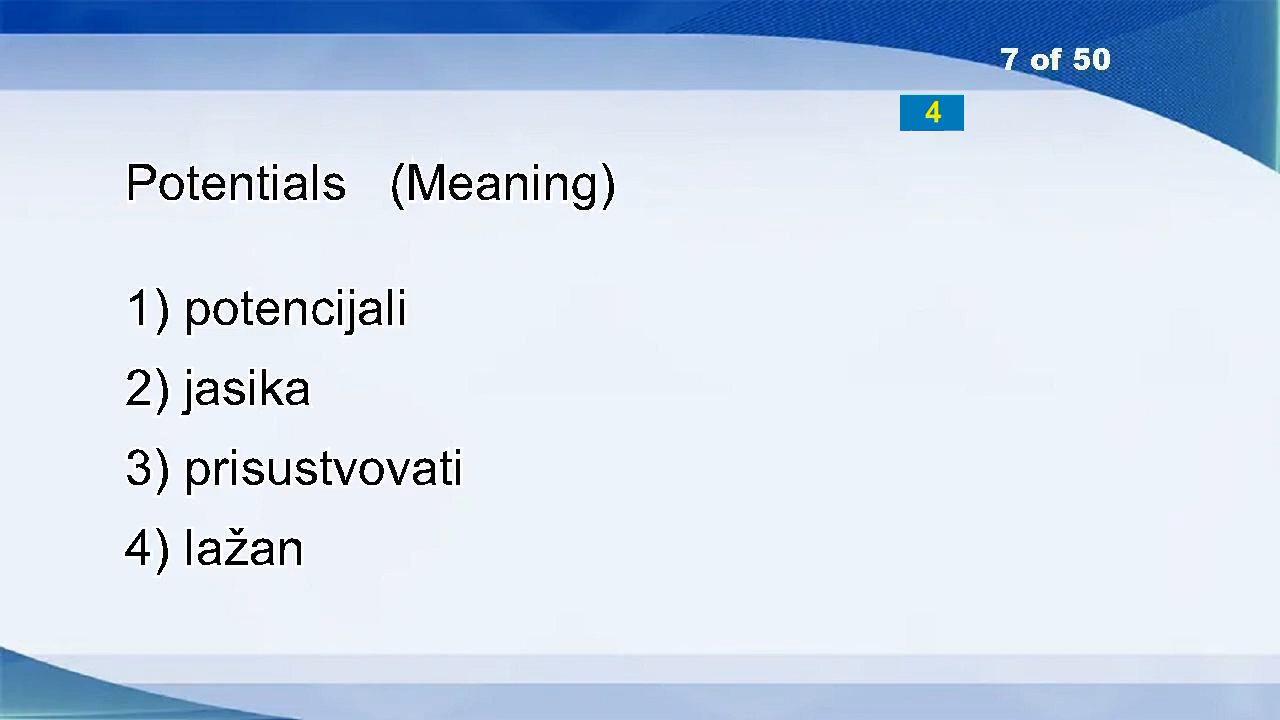 7 of 50
4
Potentials (Meaning)
1) potencijali
2) jasika
3) prisustvovati
4) lažan